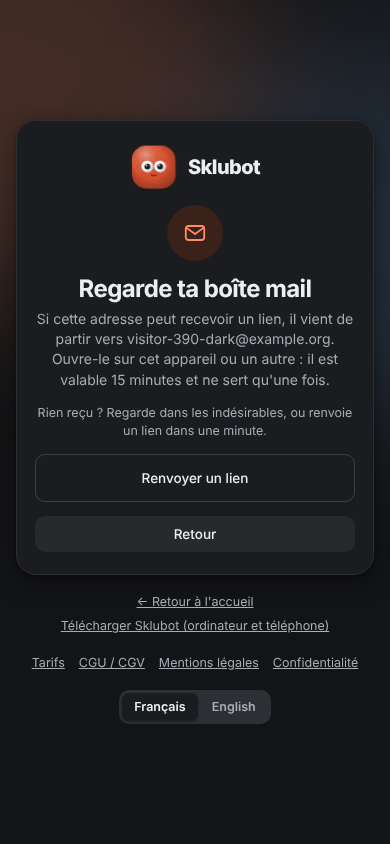 Sklubot
Regarde ta boîte mail
Si cette adresse peut recevoir un lien, il vient de
partir vers visitor-390-dark@example.org.
Ouvre-le sur cet appareil ou un autre : il est
valable 15 minutes et ne sert qu'une fois.
Rien reçu ? Regarde dans les indésirables, ou renvoie
un lien dans une minute.
Renvoyer un lien
Retour
← Retour à l'accueil
Télécharger Sklubot (ordinateur et téléphone)
Tarifs CGU / CGV Mentions légales Confidentialité
Français English